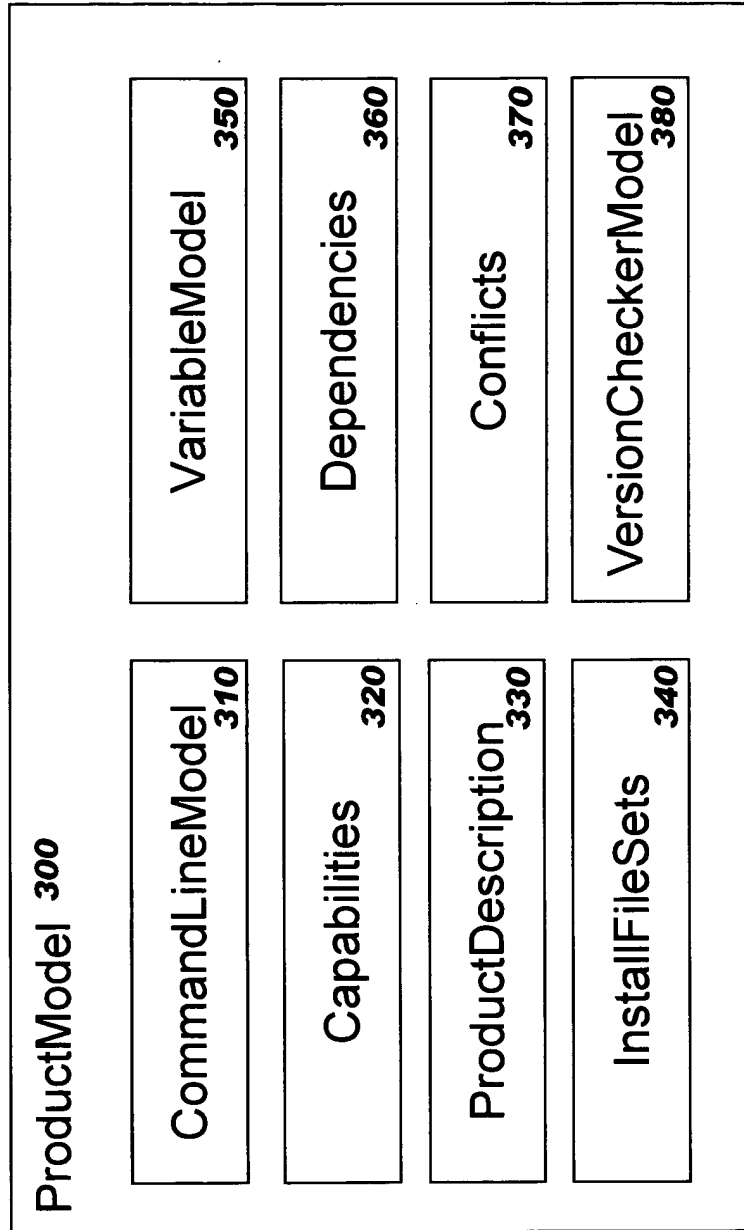 ProductModel 300
CommandLineModel
310
Capabilities
320
ProductDescription
330
InstallFileSets
340
VariableModel
350
Dependencies
360
Conflicts
370
VersionCheckerModel
380